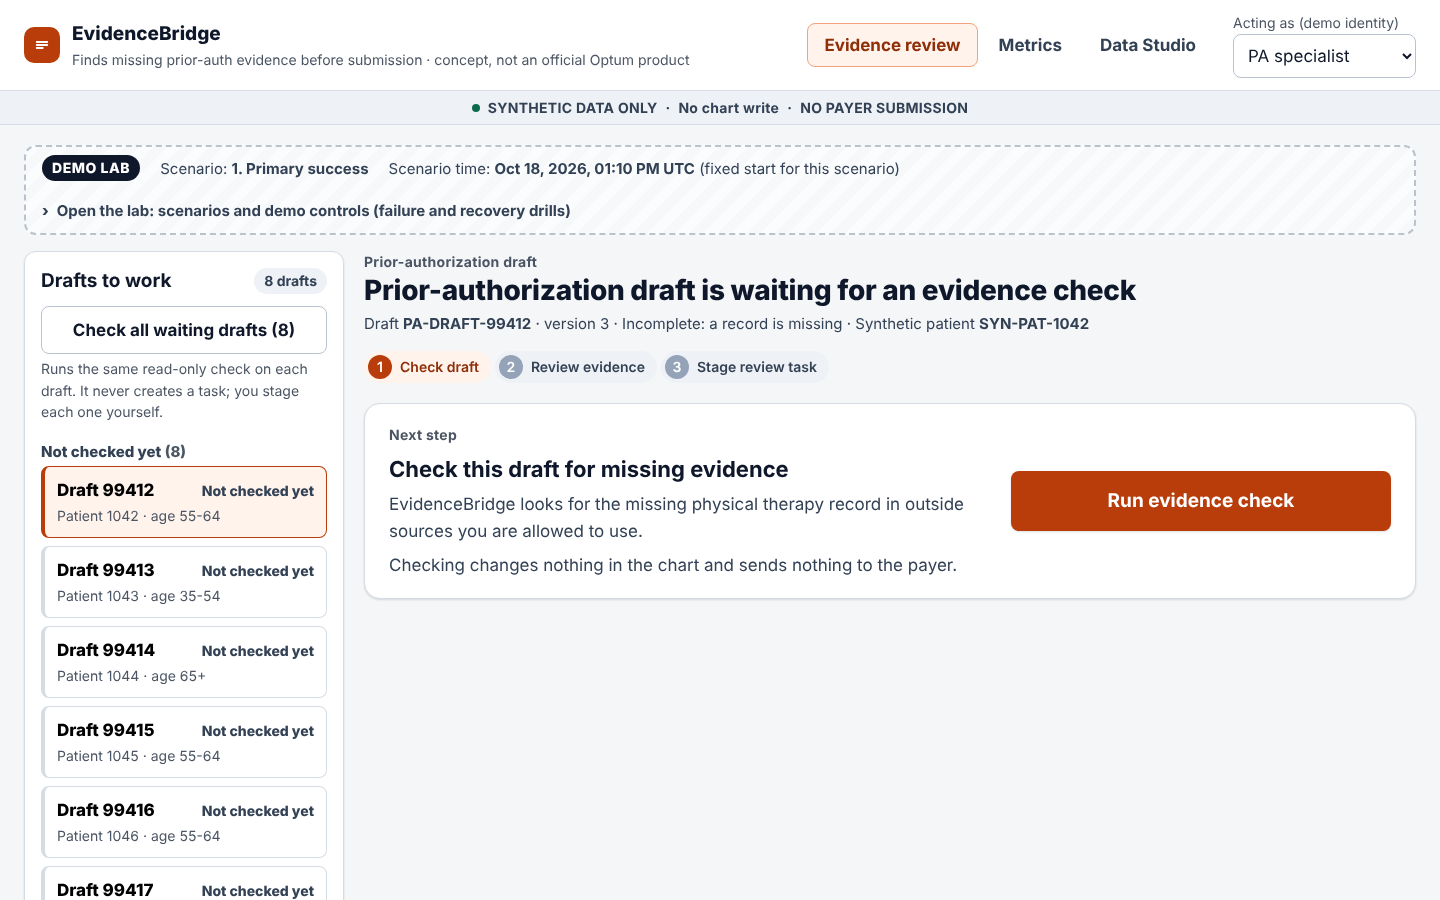 EvidenceBridge
Finds missing prior-auth evidence before submission · concept, not an official Optum product
Evidence review
Metrics
Data Studio
Acting as (demo identity)
PA specialist
SYNTHETIC DATA ONLY · No chart write · NO PAYER SUBMISSION
DEMO LAB Scenario: 1. Primary success Scenario time: Oct 18, 2026, 01:10 PM UTC (fixed start for this scenario)
› Open the lab: scenarios and demo controls (failure and recovery drills)
Drafts to work 8 drafts
Check all waiting drafts (8)
Runs the same read-only check on each
draft. It never creates a task; you stage
each one yourself.
Not checked yet (8)
Draft 99412 Not checked yet
Patient 1042 · age 55-64
Draft 99413 Not checked yet
Patient 1043 · age 35-54
Draft 99414 Not checked yet
Patient 1044 · age 65+
Draft 99415 Not checked yet
Patient 1045 · age 55-64
Draft 99416 Not checked yet
Patient 1046 · age 55-64
Draft 99417 Not checked yet
Prior-authorization draft
Prior-authorization draft is waiting for an evidence check
Draft PA-DRAFT-99412 · version 3 · Incomplete: a record is missing · Synthetic patient SYN-PAT-1042
1 Check draft 2 Review evidence 3 Stage review task
Next step
Check this draft for missing evidence
EvidenceBridge looks for the missing physical therapy record in outside
sources you are allowed to use.
Checking changes nothing in the chart and sends nothing to the payer.
Run evidence check